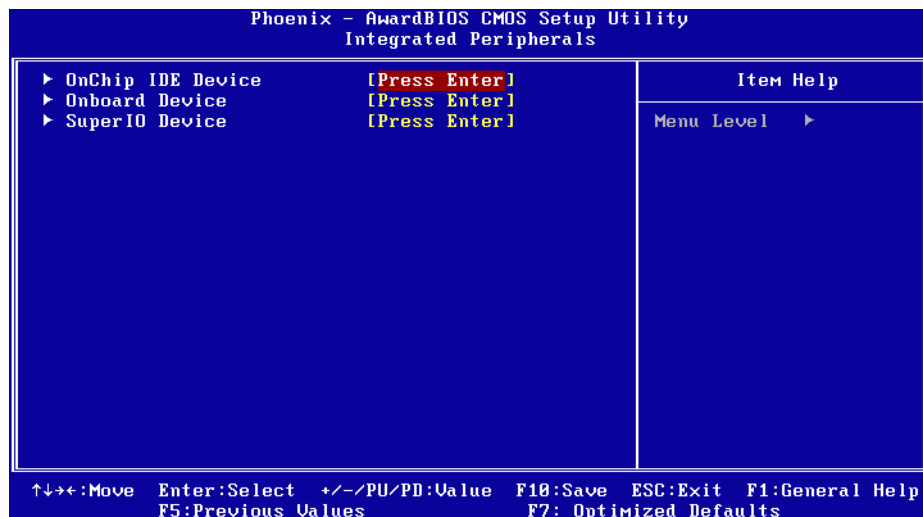 Phoenix - AwardBIOS CMOS Setup Utility
Integrated Peripherals
► OnChip IDE Device [Press Enter]
► Onboard Device [Press Enter]
► SuperIO Device [Press Enter]
Item Help
Menu Level ►
↑↓→←:Move Enter:Select +/-/PU/PD:Value F10:Save ESC:Exit F1:General Help
F5:Previous Values F7: Optimized Defaults